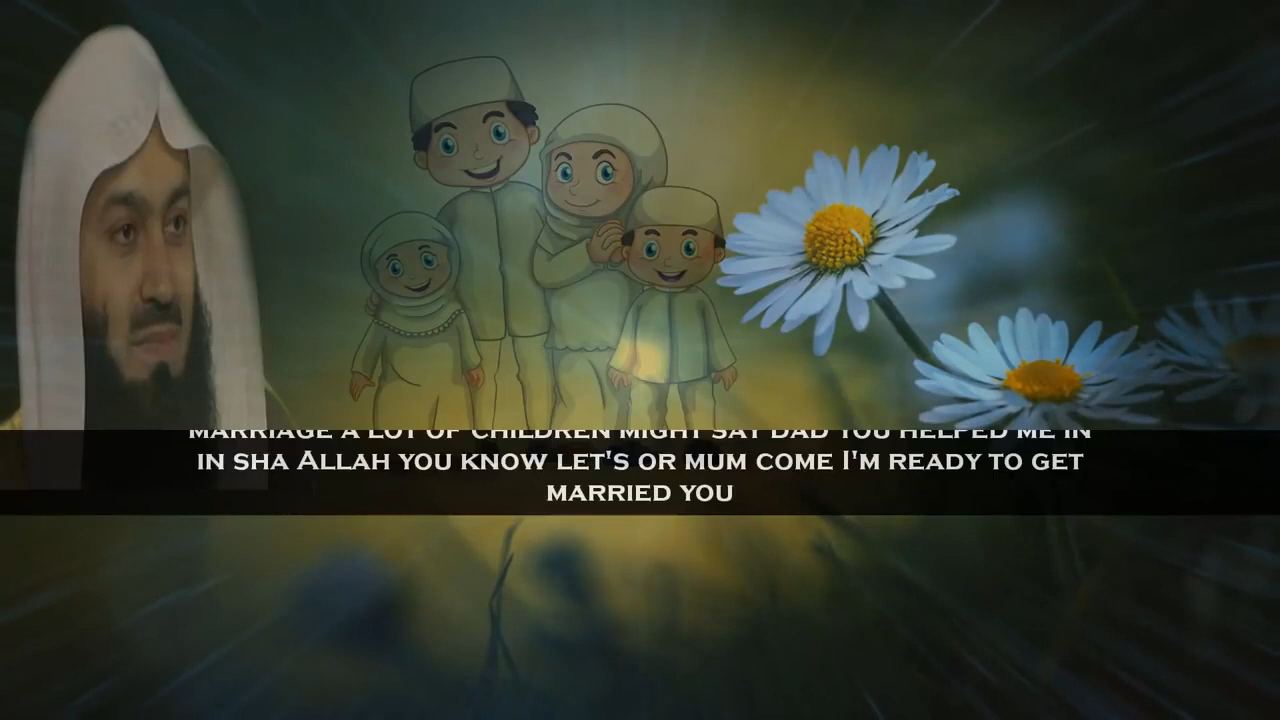 MARRIAGE A LOT OF CHILDREN MIGHT SAY DAD YOU HELPED ME IN
IN SHA ALLAH YOU KNOW LET'S OR MUM COME I'M READY TO GET
MARRIED YOU